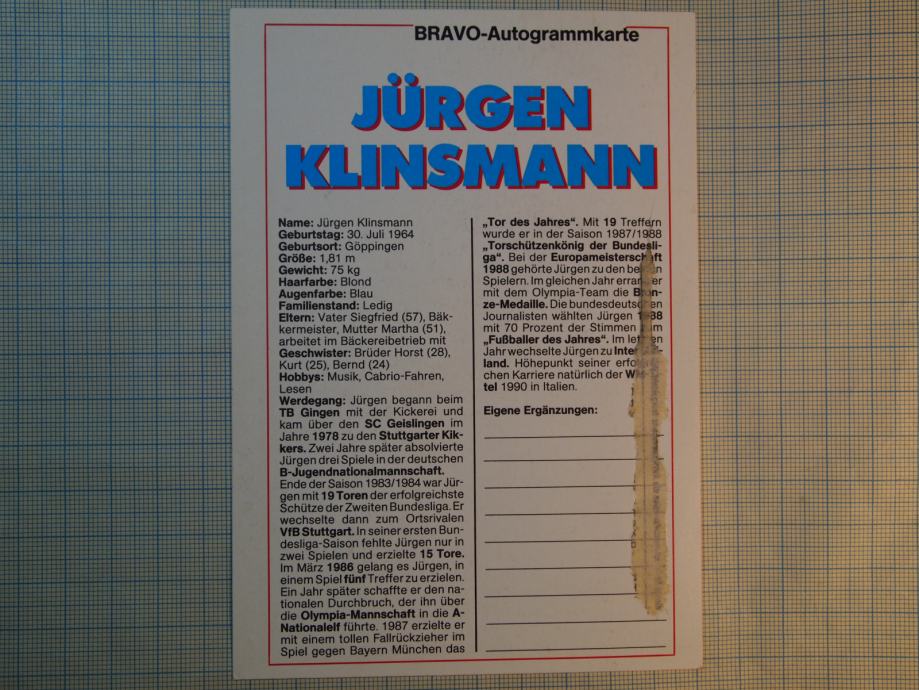 BRAVO-Autogrammkarte
JÜRGEN
KLINSMANN
Name: Jürgen Klinsmann
Geburtstag: 30. Juli 1964
Geburtsort: Göppingen
Größe: 1,81 m
Gewicht: 75 kg
Haarfarbe: Blond
Augenfarbe: Blau
Familienstand: Ledig
Eltern: Vater Siegfried (57), Bäk-
kermeister, Mutter Martha (51),
arbeitet im Bäckereibetrieb mit
Geschwister: Brüder Horst (28),
Kurt (25), Bernd (24)
Hobbys: Musik, Cabrio-Fahren,
Lesen
Werdegang: Jürgen begann beim
TB Gingen mit der Kickerei und
kam über den SC Geislingen im
Jahre 1978 zu den Stuttgarter Kik-
kers. Zwei Jahre später absolvierte
Jürgen drei Spiele in der deutschen
B-Jugendnationalmannschaft.
Ende der Saison 1983/1984 war Jür-
gen mit 19 Toren der erfolgreichste
Schütze der Zweiten Bundesliga. Er
wechselte dann zum Ortsrivalen
VfB Stuttgart. In seiner ersten Bun-
desliga-Saison fehlte Jürgen nur in
zwei Spielen und erzielte 15 Tore.
Im März 1986 gelang es Jürgen, in
einem Spiel fünf Treffer zu erzielen.
Ein Jahr später schaffte er den na-
tionalen Durchbruch, der ihn über
die Olympia-Mannschaft in die A-
Nationalelf führte. 1987 erzielte er
mit einem tollen Fallrückzieher im
Spiel gegen Bayern München das
„Tor des Jahres“. Mit 19 Treffern
wurde er in der Saison 1987/1988
„Torschützenkönig der Bundesli-
ga“. Bei der Europameisterschaft
1988 gehörte Jürgen zu den
Spielern. Im gleichen Jahr errang er
mit dem Olympia-Team die Bron-
ze-Medaille. Die bundesdeutschen
Journalisten wählten Jürgen 1988
mit 70 Prozent der Stimmen
„Fußballer des Jahres“. Im letzten
Jahr wechselte Jürgen zu
land. Höhepunkt seiner
chen Karriere natürlich der
tel 1990 in Italien.
Eigene Ergänzungen: